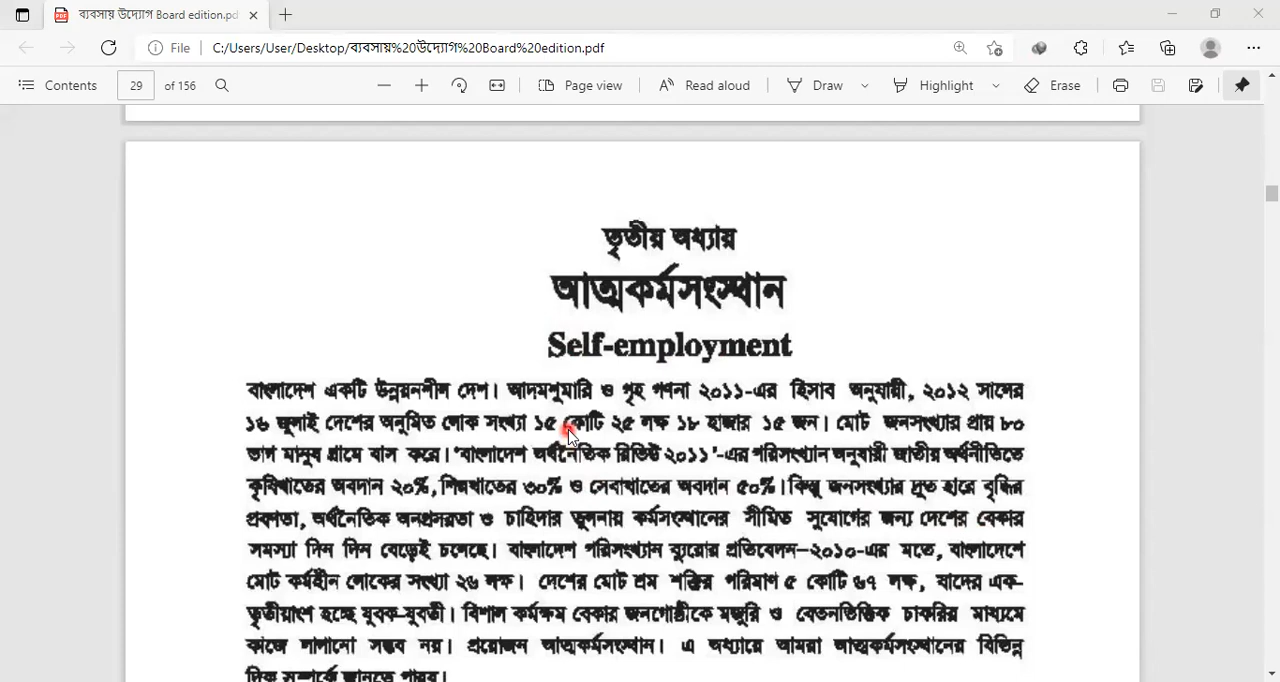 ব্যবসায় উদ্যোগ Board edition.pd
File
C:/Users/User/Desktop/ব্যবসায়%20উদ্যোগ%20Board%20edition.pdf
Contents
29
of 156
Page view
Read aloud
Draw
Highlight
Erase
তৃতীয় অধ্যায়
আত্মকর্মসংস্থান
Self-employment
বাংলাদেশ একটি উন্নয়নশীল দেশ। আদমশুমারি ও গৃহ গণনা ২০১১-এর হিসাব অনুযায়ী, ২০১২ সালের
১৬ জুলাই দেশের অনুমিত লোক সংখ্যা ১৫ কোটি ২৫ লক্ষ ১৮ হাজার ১৫ জন। মোট জনসংখ্যার প্রায় ৮০
ভাগ মানুষ গ্রামে বাস করে। 'বাংলাদেশ অর্থনৈতিক রিভিউ ২০১১'-এর পরিসংখ্যান অনুযায়ী জাতীয় অর্থনীতিতে
কৃষিখাতের অবদান ২০%, শিল্পখাতের ৩০% ও সেবাখাতের অবদান ৫০%। কিন্তু জনসংখ্যার দ্রুত হারে বৃদ্ধির
প্রবণতা, অর্থনৈতিক অনগ্রসরতা ও চাহিদার তুলনায় কর্মসংস্থানের সীমিত সুযোগের জন্য দেশের বেকার
সমস্যা দিন দিন বেড়েই চলেছে। বাংলাদেশ পরিসংখ্যান ব্যুরোর প্রতিবেদন-২০১০-এর মতে, বাংলাদেশে
মোট কর্মহীন লোকের সংখ্যা ২৬ লক্ষ। দেশের মোট শ্রম শক্তির পরিমাণ ৫ কোটি ৬৭ লক্ষ, যাদের এক-
তৃতীয়াংশ হচ্ছে যুবক-যুবতী। বিশাল কর্মক্ষম বেকার জনগোষ্ঠীকে মজুরি ও বেতনভিত্তিক চাকরির মাধ্যমে
কাজে লাগানো সম্ভব নয়। প্রয়োজন আত্মকর্মসংস্থান। এ অধ্যায়ে আমরা আত্মকর্মসংস্থানের বিভিন্ন
দিক সম্পর্কে জানতে পারব।